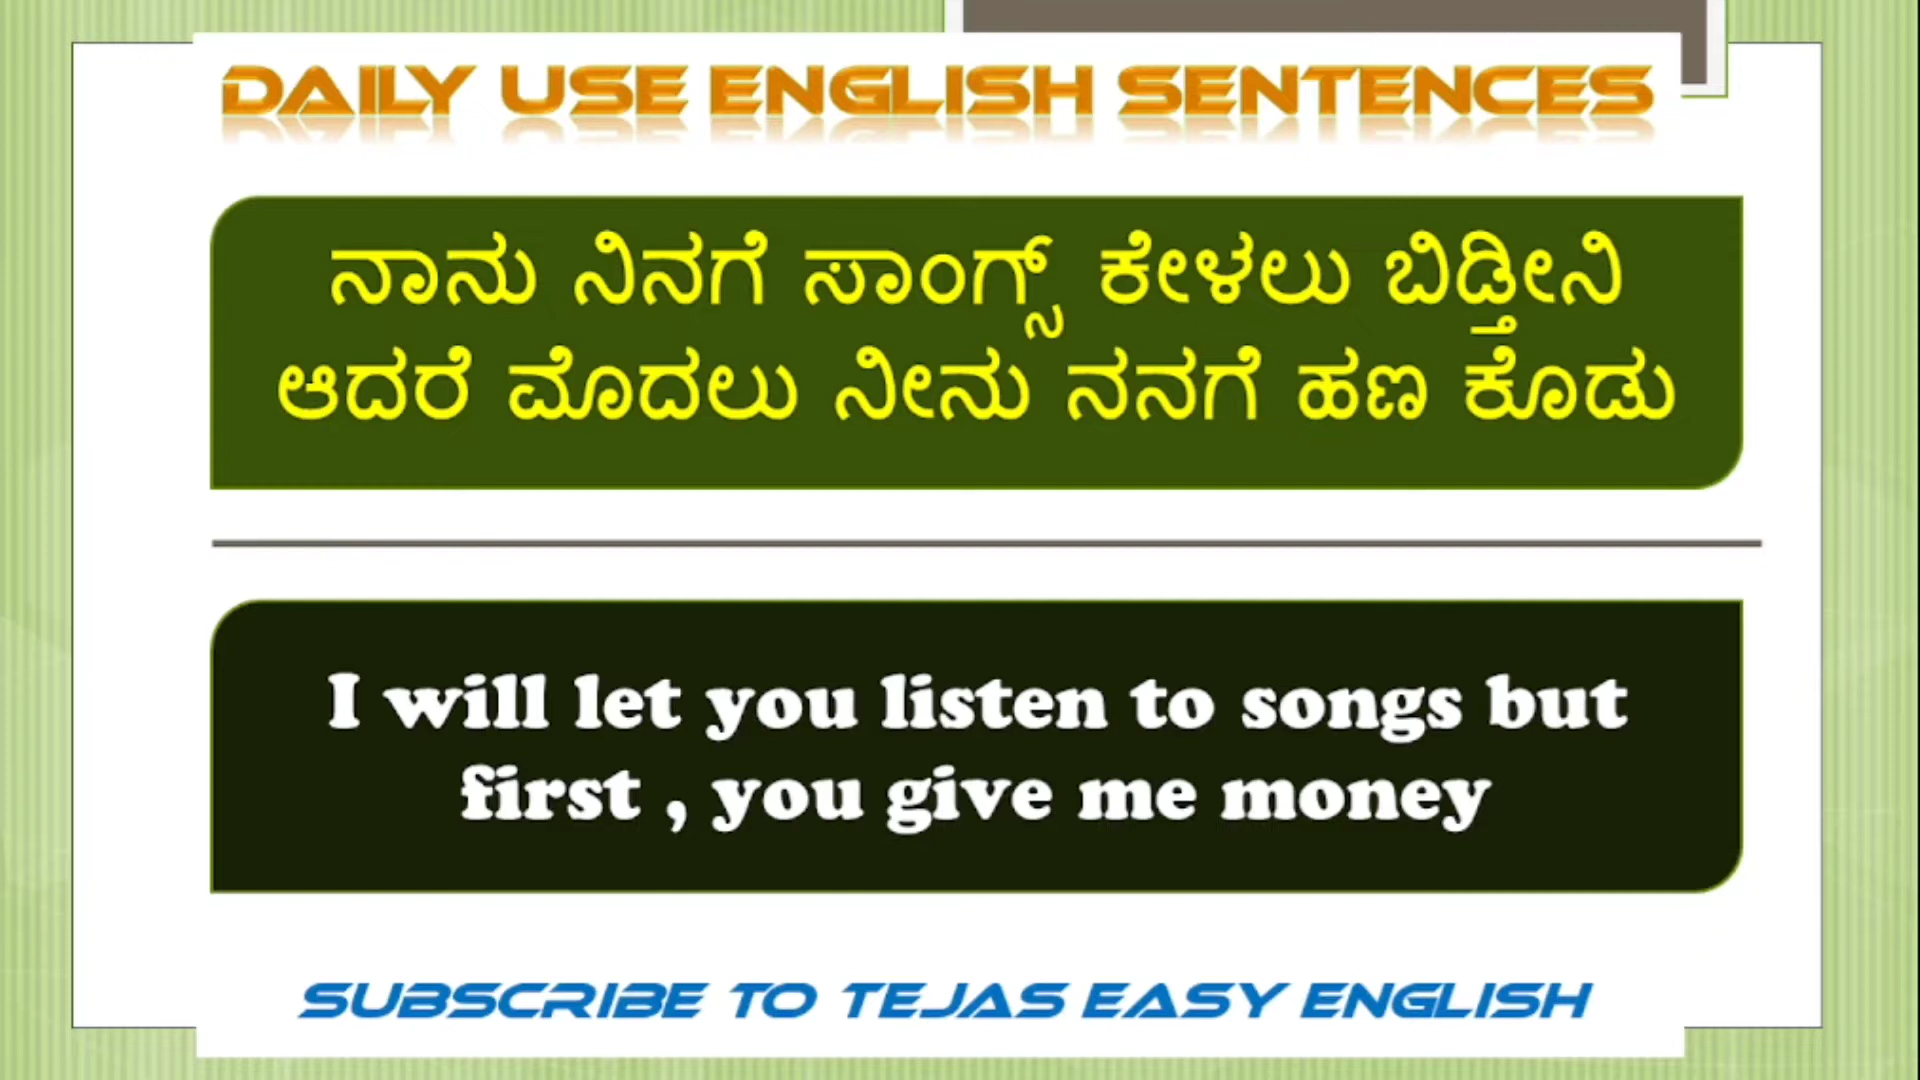 DAILY USE ENGLISH SENTENCES
ನಾನು ನಿನಗೆ ಸಾಂಗ್ಸ್ ಕೇಳಲು ಬಿಡ್ತೀನಿ
ಆದರೆ ಮೊದಲು ನೀನು ನನಗೆ ಹಣ ಕೊಡು
I will let you listen to songs but
first , you give me money
SUBSCRIBE TO TEJAS EASY ENGLISH